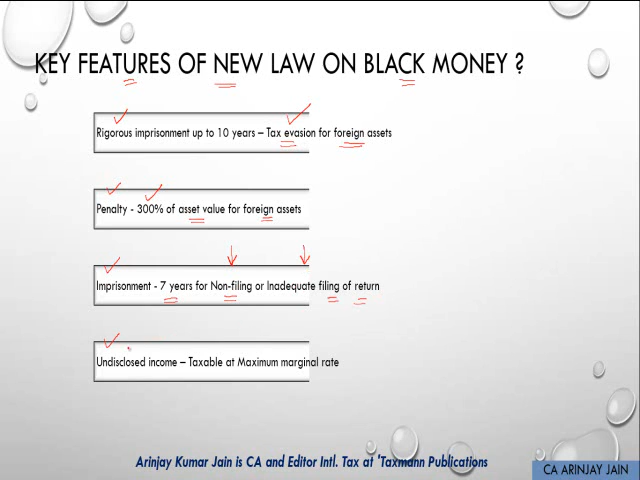 KEY FEATURES OF NEW LAW ON BLACK MONEY ?
Rigorous imprisonment up to 10 years – Tax evasion for foreign assets
Penalty - 300% of asset value for foreign assets
Imprisonment - 7 years for Non-filing or Inadequate filing of return
Undisclosed income – Taxable at Maximum marginal rate
Arinjay Kumar Jain is CA and Editor Intl. Tax at 'Taxmann Publications
CA ARINJAY JAIN